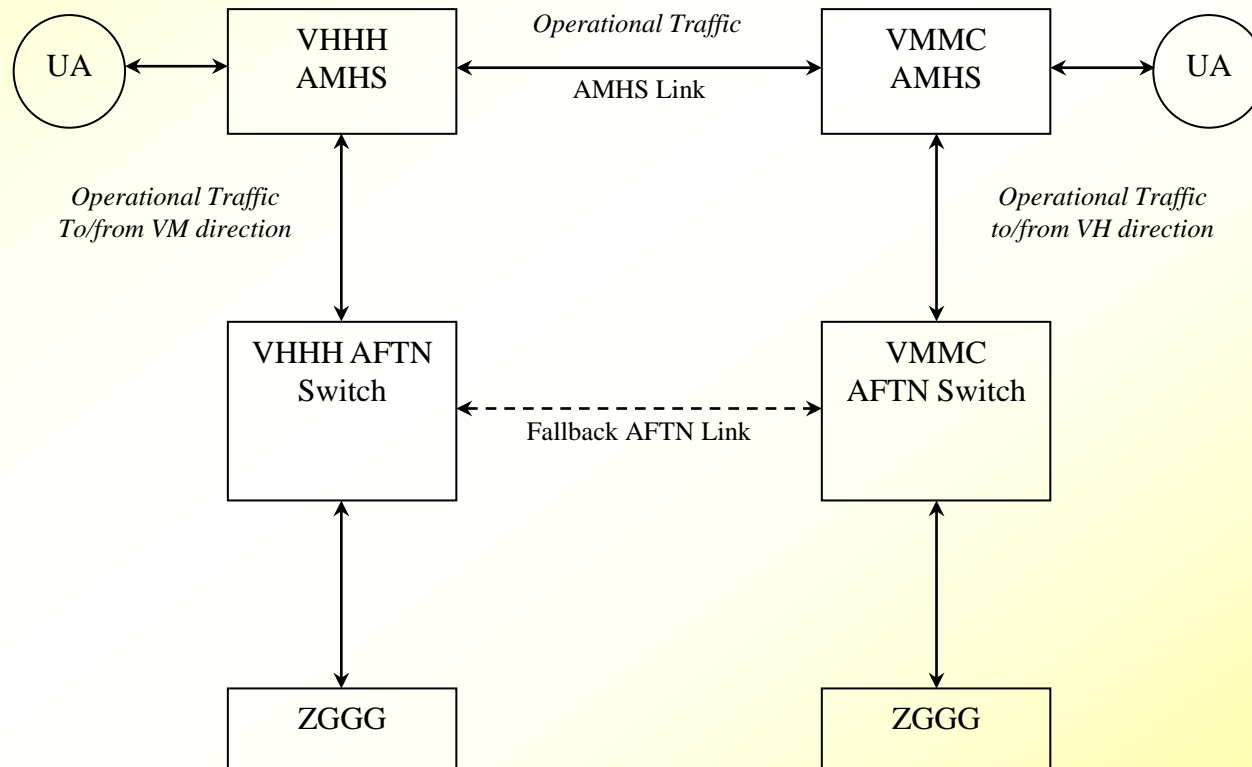 UA
VHHH
AMHS
Operational Traffic
AMHS Link
VMMC
AMHS
UA
Operational Traffic
To/from VM direction
Operational Traffic
to/from VH direction
VHHH AFTN
Switch
Fallback AFTN Link
VMMC
AFTN Switch
ZGGG
ZGGG